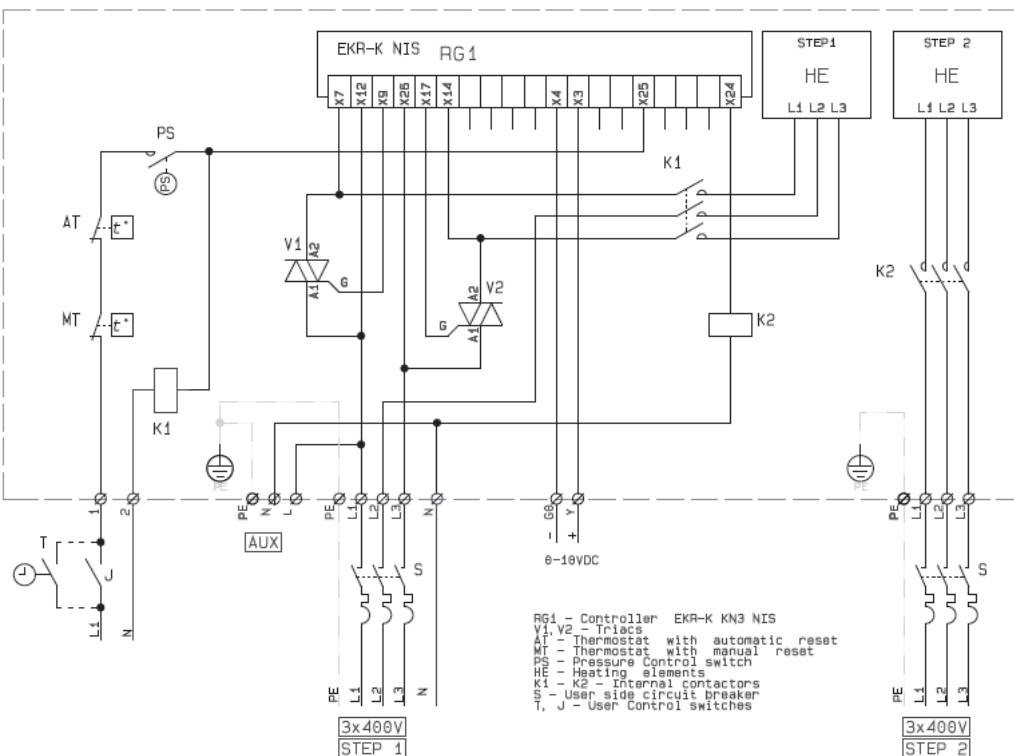 EKR-K NIS RG1
STEP1
HE
L1 L2 L3
STEP 2
HE
L1 L2 L3
X7 X12 X9 X26 X17 X14 X4 X3 X25 X24
PS
PS
K1
AT
t°
V1
A2
A1
G
V2
A2
A1
G
K2
MT
t°
K2
K1
PE
PE
1 2 PE N L PE L1 L2 L3 N G0 Y PE L1 L2 L3
AUX
- +
0-10VDC
T
J
S
S
L1 N
RG1 - Controller EKR-K KN3 NIS
V1, V2 - Triacs
AT - Thermostat with automatic reset
MT - Thermostat with manual reset
PS - Pressure Control switch
HE - Heating elements
K1 - K2 - Internal contactors
S - User side circuit breaker
T, J - User Control switches
PE L1 L2 L3 N
PE L1 L2 L3
3x400V
STEP 1
3x400V
STEP 2